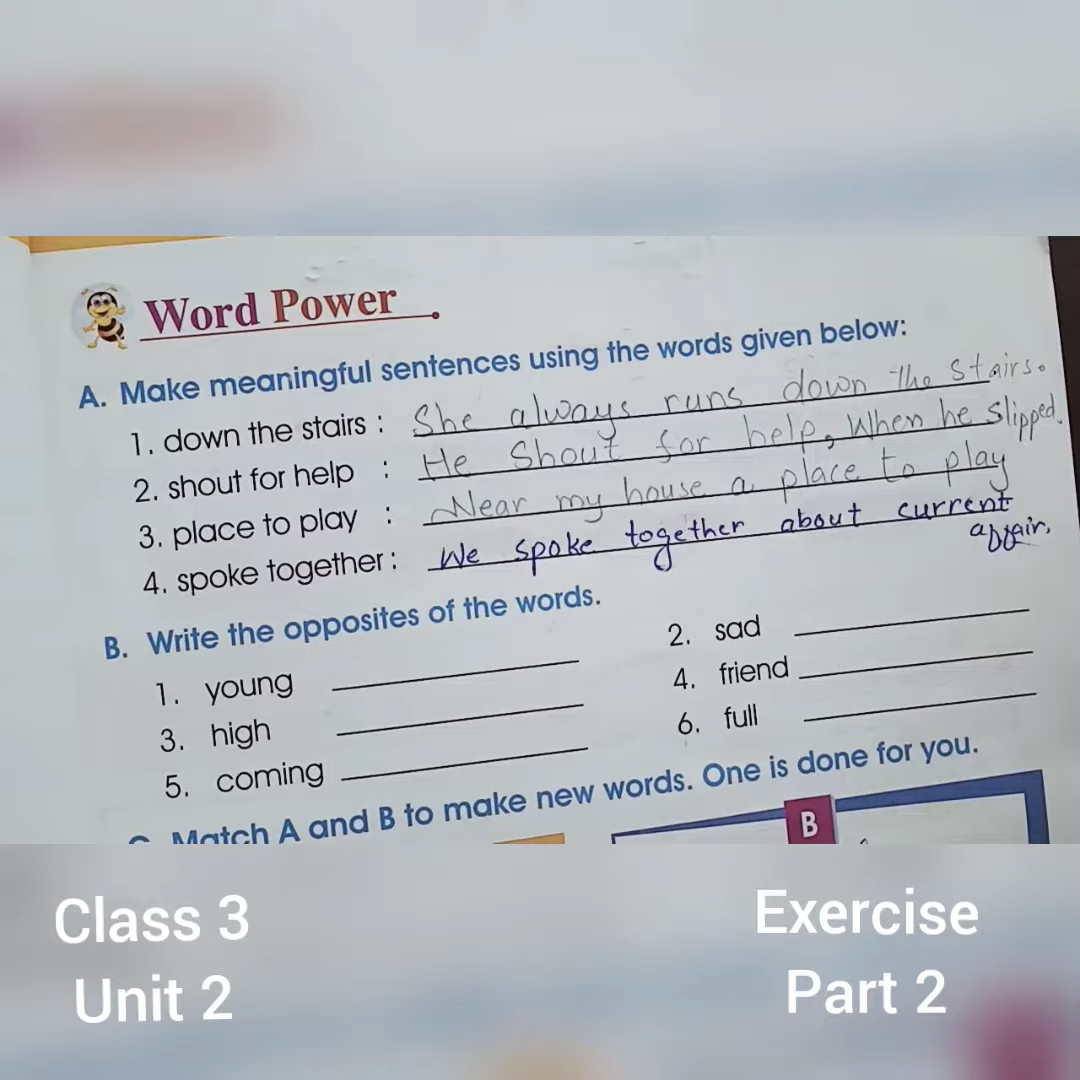 Word Power
A. Make meaningful sentences using the words given below:
1. down the stairs : She always runs down the stairs.
2. shout for help : He Shout for help, When he slipped.
3. place to play : Near my house a place to play
4. spoke together : We spoke together about current
affair.
B. Write the opposites of the words.
1. young 2. sad
3. high 4. friend
5. coming 6. full
C. Match A and B to make new words. One is done for you.
B
Class 3 Exercise
Unit 2 Part 2